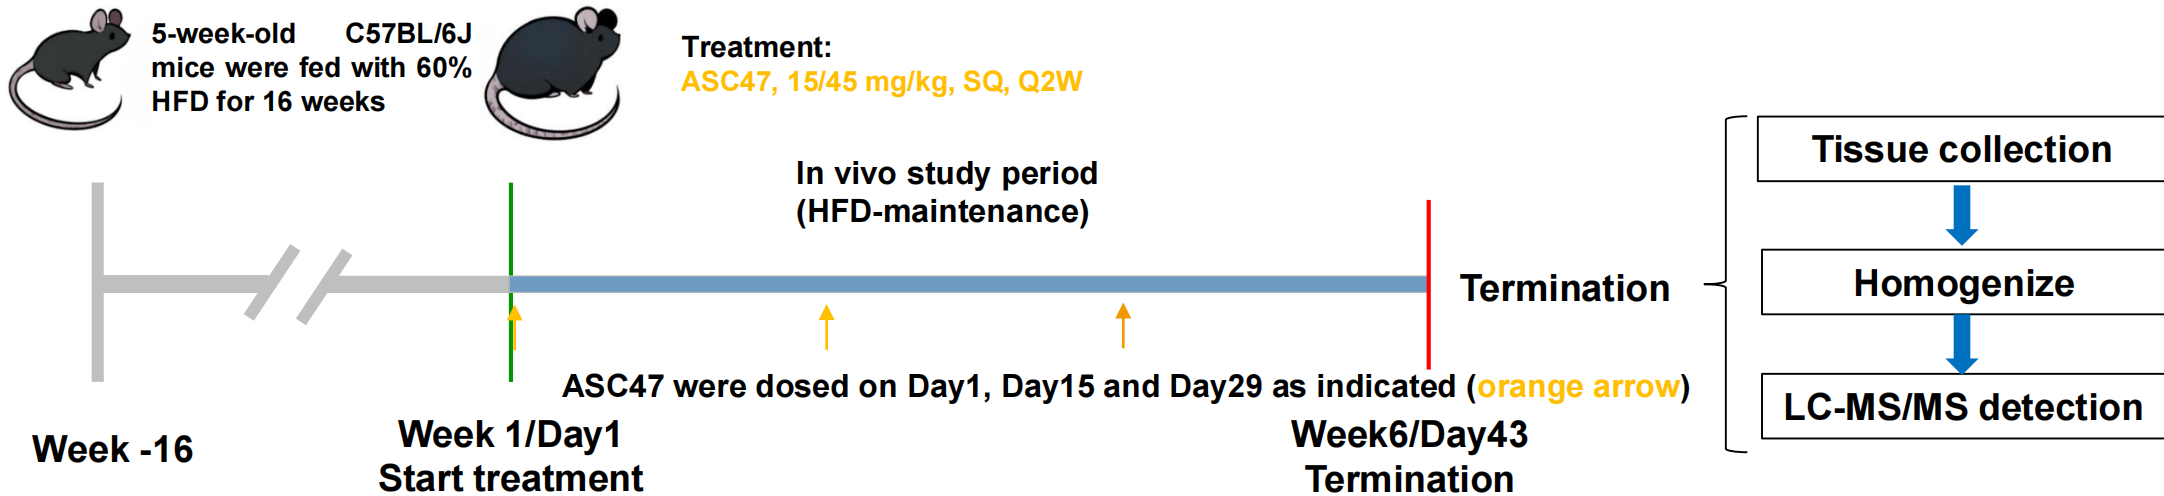 5-week-old C57BL/6J
mice were fed with 60%
HFD for 16 weeks
Treatment:
ASC47, 15/45 mg/kg, SQ, Q2W
In vivo study period
(HFD-maintenance)
Termination
Tissue collection
Homogenize
LC-MS/MS detection
ASC47 were dosed on Day1, Day15 and Day29 as indicated (orange arrow)
Week -16
Week 1/Day1
Start treatment
Week6/Day43
Termination